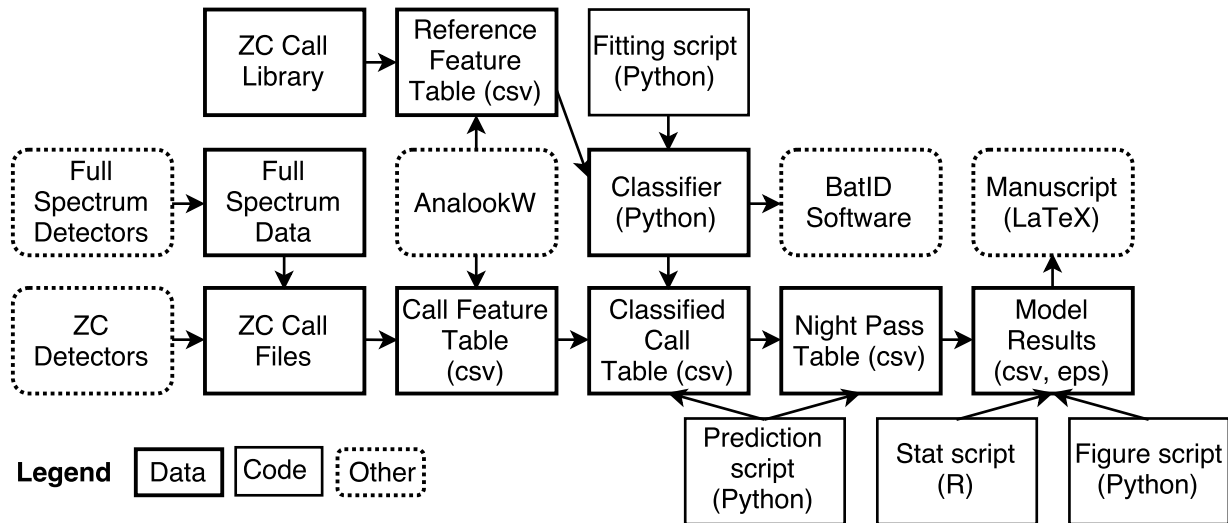 ZC Call
Library
Reference
Feature
Table (csv)
Fitting script
(Python)
Full
Spectrum
Detectors
Full
Spectrum
Data
AnalookW
Classifier
(Python)
BatID
Software
Manuscript
(LaTeX)
ZC
Detectors
ZC Call
Files
Call Feature
Table
(csv)
Classified
Call
Table (csv)
Night Pass
Table (csv)
Model
Results
(csv, eps)
Prediction
script
(Python)
Stat script
(R)
Figure script
(Python)
Legend
Data
Code
Other